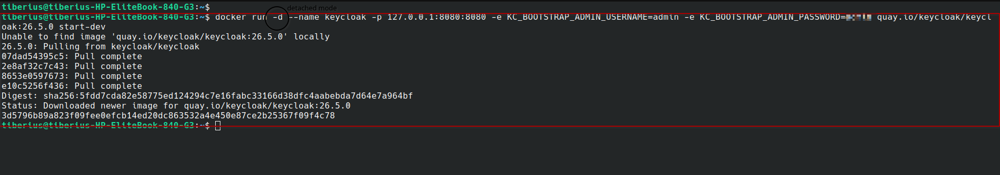 tiberius@tiberius-HP-EliteBook-840-G3:~$
detached mode
tiberius@tiberius-HP-EliteBook-840-G3:~$ docker run -d --name keycloak -p 127.0.0.1:8080:8080 -e KC_BOOTSTRAP_ADMIN_USERNAME=admin -e KC_BOOTSTRAP_ADMIN_PASSWORD= quay.io/keycloak/keycl
oak:26.5.0 start-dev
Unable to find image 'quay.io/keycloak/keycloak:26.5.0' locally
26.5.0: Pulling from keycloak/keycloak
07dad54395c5: Pull complete
2e8af32c7c43: Pull complete
8653e0597673: Pull complete
e10c5256f436: Pull complete
Digest: sha256:5fdd7cda82e58775ed124294c7e16fabc33166d38dfc4aabebda7d64e7a964bf
Status: Downloaded newer image for quay.io/keycloak/keycloak:26.5.0
3d5796b89a823f09fee0efcb14ed20dc863532a4e450e87ce2b25367f09f4c78
tiberius@tiberius-HP-EliteBook-840-G3:~$